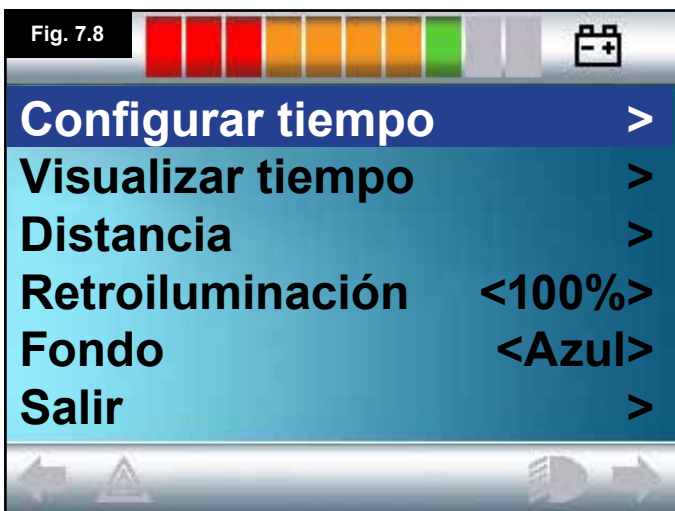 Fig. 7.8
Configurar tiempo >
Visualizar tiempo >
Distancia >
Retroiluminación <100%>
Fondo <Azul>
Salir >